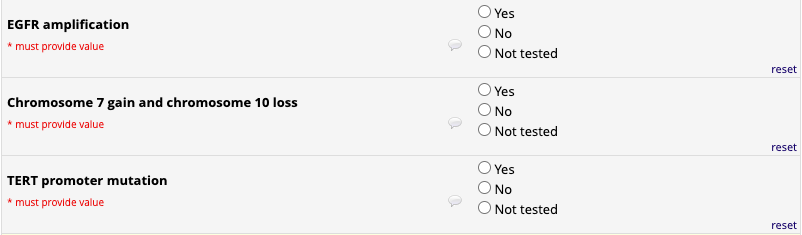 EGFR amplification
* must provide value
Yes
No
Not tested
reset
Chromosome 7 gain and chromosome 10 loss
* must provide value
Yes
No
Not tested
reset
TERT promoter mutation
* must provide value
Yes
No
Not tested
reset